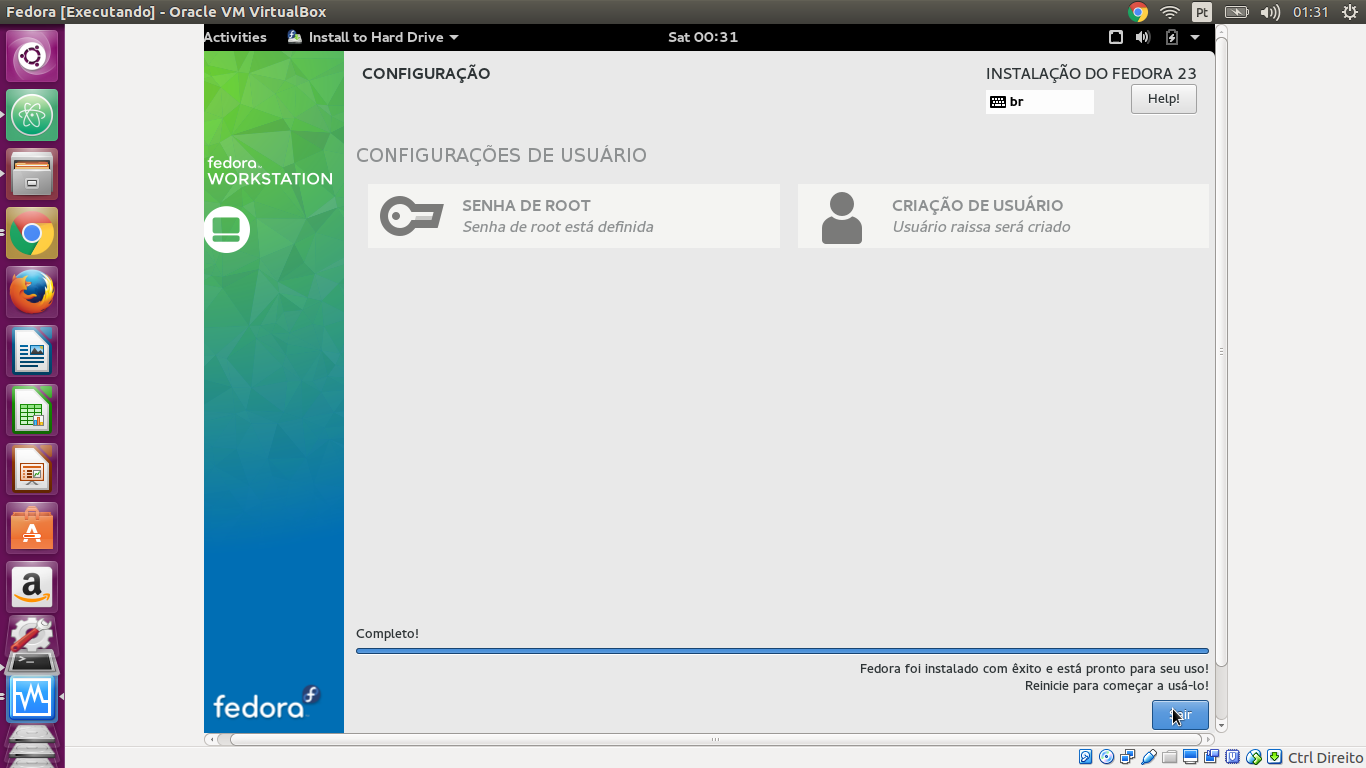 Fedora [Executando] - Oracle VM VirtualBox
Pt
01:31
Activities
Install to Hard Drive
Sat 00:31
CONFIGURAÇÃO
INSTALAÇÃO DO FEDORA 23
br
Help!
fedora
WORKSTATION
CONFIGURAÇÕES DE USUÁRIO
SENHA DE ROOT
Senha de root está definida
CRIAÇÃO DE USUÁRIO
Usuário raissa será criado
Completo!
Fedora foi instalado com êxito e está pronto para seu uso!
Reinicie para começar a usá-lo!
fedora
Ctrl Direito